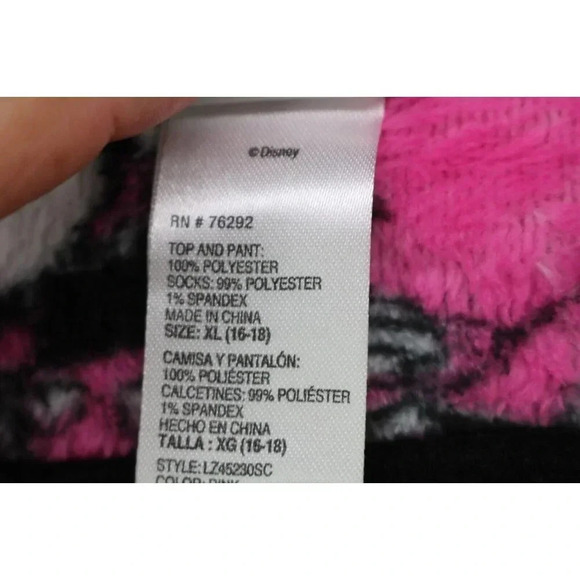 © Disney
RN # 76292
TOP AND PANT:
100% POLYESTER
SOCKS: 99% POLYESTER
1% SPANDEX
MADE IN CHINA
SIZE: XL (16-18)
CAMISA Y PANTALÓN:
100% POLIÉSTER
CALCETINES: 99% POLIÉSTER
1% SPANDEX
HECHO EN CHINA
TALLA : XG (16-18)
STYLE: LZ45230SC
COLOR: PINK